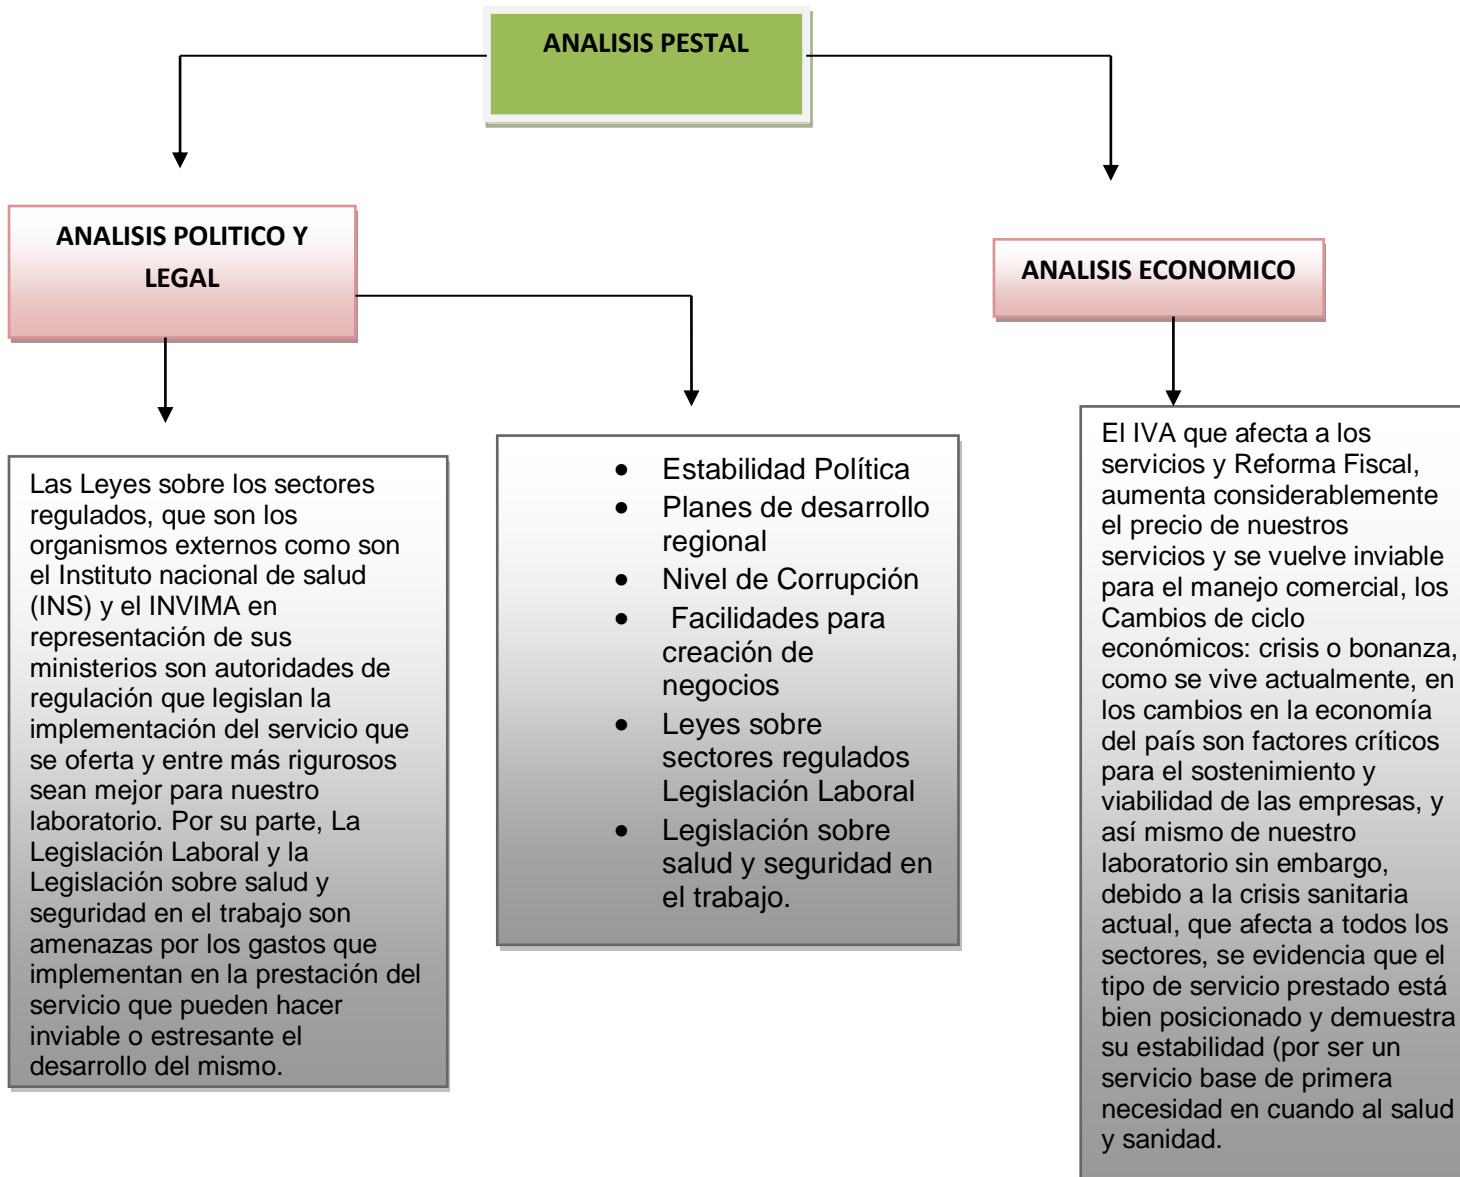 ANALISIS PESTAL
ANALISIS POLITICO Y
LEGAL
ANALISIS ECONOMICO
Las Leyes sobre los sectores
regulados, que son los
organismos externos como son
el Instituto nacional de salud
(INS) y el INVIMA en
representación de sus
ministerios son autoridades de
regulación que legislan la
implementación del servicio que
se oferta y entre más rigurosos
sean mejor para nuestro
laboratorio. Por su parte, La
Legislación Laboral y la
Legislación sobre salud y
seguridad en el trabajo son
amenazas por los gastos que
implementan en la prestación del
servicio que pueden hacer
inviable o estresante el
desarrollo del mismo.
• Estabilidad Política
• Planes de desarrollo
regional
• Nivel de Corrupción
• Facilidades para
creación de
negocios
• Leyes sobre
sectores regulados
Legislación Laboral
• Legislación sobre
salud y seguridad en
el trabajo.
El IVA que afecta a los
servicios y Reforma Fiscal,
aumenta considerablemente
el precio de nuestros
servicios y se vuelve inviable
para el manejo comercial, los
Cambios de ciclo
económicos: crisis o bonanza,
como se vive actualmente, en
los cambios en la economía
del país son factores críticos
para el sostenimiento y
viabilidad de las empresas, y
así mismo de nuestro
laboratorio sin embargo,
debido a la crisis sanitaria
actual, que afecta a todos los
sectores, se evidencia que el
tipo de servicio prestado está
bien posicionado y demuestra
su estabilidad (por ser un
servicio base de primera
necesidad en cuando al salud
y sanidad.